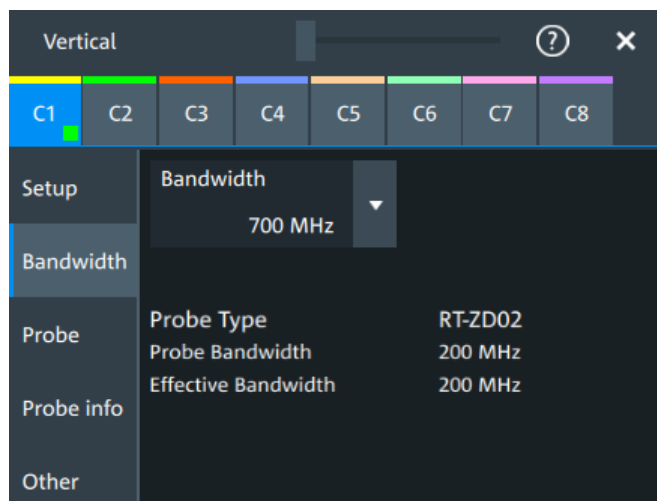 Vertical ?
C1 C2 C3 C4 C5 C6 C7 C8
Setup
Bandwidth
Probe
Probe info
Other
Bandwidth
700 MHz
Probe Type RT-ZD02
Probe Bandwidth 200 MHz
Effective Bandwidth 200 MHz